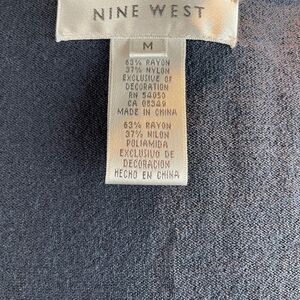 NINE WEST
M
63% RAYON
37% NYLON
EXCLUSIVE OF
DECORATION
RN 54050
CA 08349
MADE IN CHINA
63% RAYON
37% NILON
POLIAMIDA
EXCLUSIVO DE
DECORACION
HECHO EN CHINA